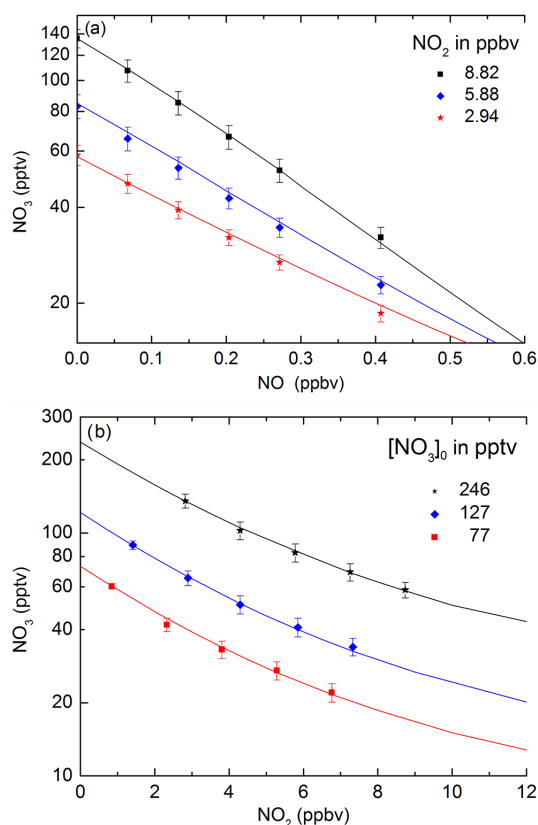 (a)
NO₂ in ppbv
8.82
5.88
2.94
140
120
100
80
60
40
20
NO₃ (pptv)
0.0 0.1 0.2 0.3 0.4 0.5 0.6
NO (ppbv)
(b)
[NO₃]₀ in pptv
246
127
77
300
200
100
80
60
40
20
10
NO₃ (pptv)
0 2 4 6 8 10 12
NO₂ (ppbv)